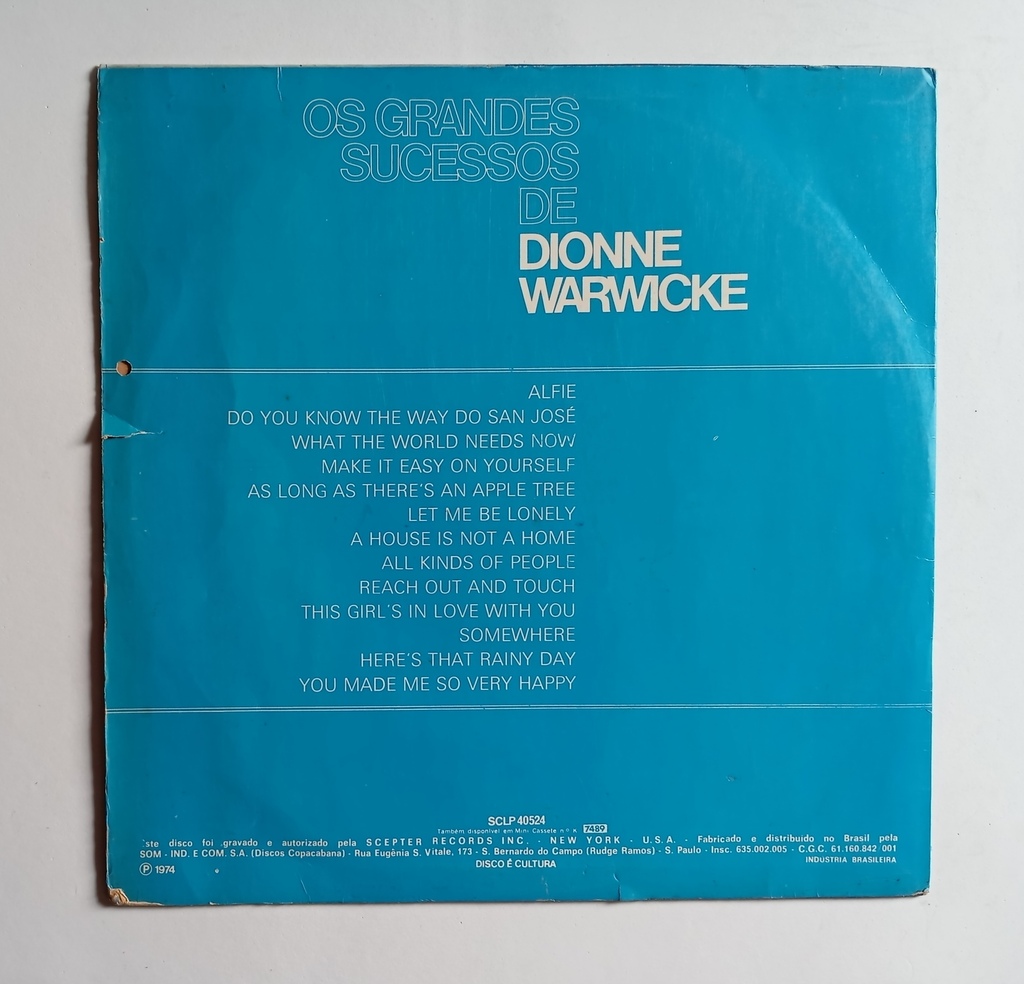 OS GRANDES
SUCESSOS
DE
DIONNE
WARWICKE
ALFIE
DO YOU KNOW THE WAY DO SAN JOSÉ
WHAT THE WORLD NEEDS NOW
MAKE IT EASY ON YOURSELF
AS LONG AS THERE'S AN APPLE TREE
LET ME BE LONELY
A HOUSE IS NOT A HOME
ALL KINDS OF PEOPLE
REACH OUT AND TOUCH
THIS GIRL'S IN LOVE WITH YOU
SOMEWHERE
HERE'S THAT RAINY DAY
YOU MADE ME SO VERY HAPPY
SCLP 40524
Também disponível em Mini Cassete n.º K 7489
ste disco foi gravado e autorizado pela SCEPTER RECORDS INC. - NEW YORK - U.S.A. - Fabricado e distribuido no Brasil pela
SOM - IND. E COM. S.A. (Discos Copacabana) - Rua Eugênia S. Vitale, 173 - S. Bernardo do Campo (Rudge Ramos) - S. Paulo - Insc. 635.002.005 - C.G.C. 61.160.842/001
DISCO É CULTURA
INDÚSTRIA BRASILEIRA
Ⓟ 1974